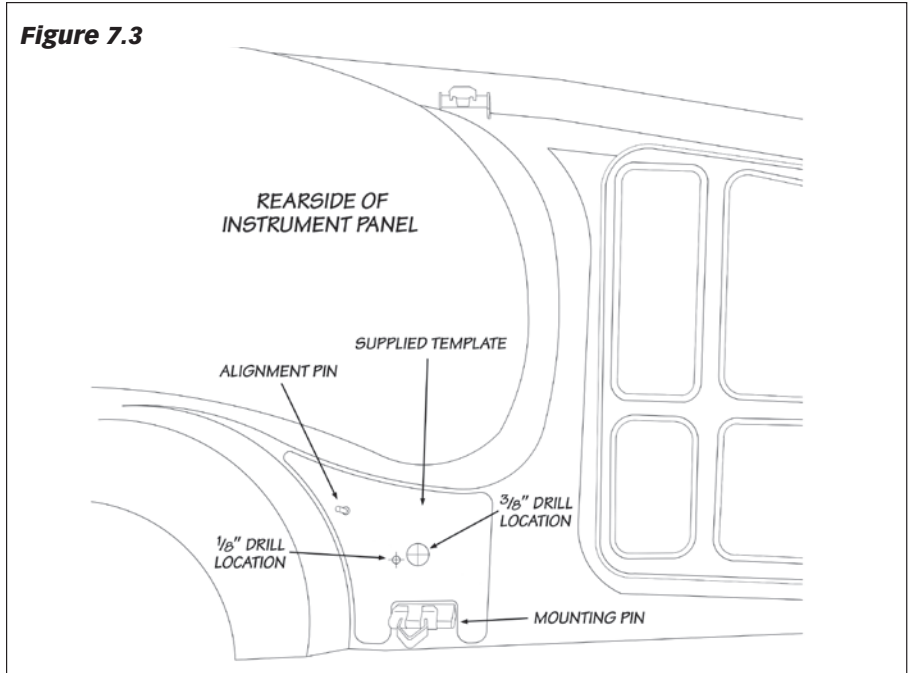 Figure 7.3
REARSIDE OF
INSTRUMENT PANEL
SUPPLIED TEMPLATE
ALIGNMENT PIN
3/8" DRILL
LOCATION
1/8" DRILL
LOCATION
MOUNTING PIN